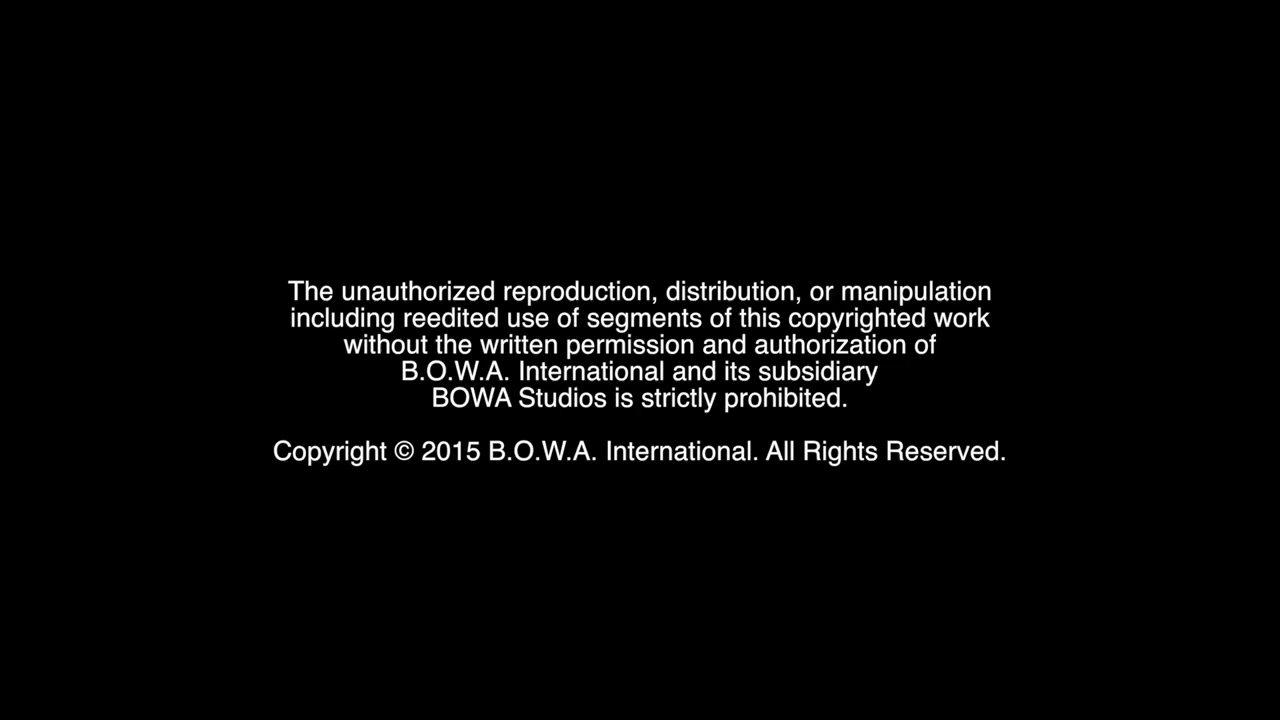 The unauthorized reproduction, distribution, or manipulation
including reedited use of segments of this copyrighted work
without the written permission and authorization of
B.O.W.A. International and its subsidiary
BOWA Studios is strictly prohibited.
Copyright © 2015 B.O.W.A. International. All Rights Reserved.